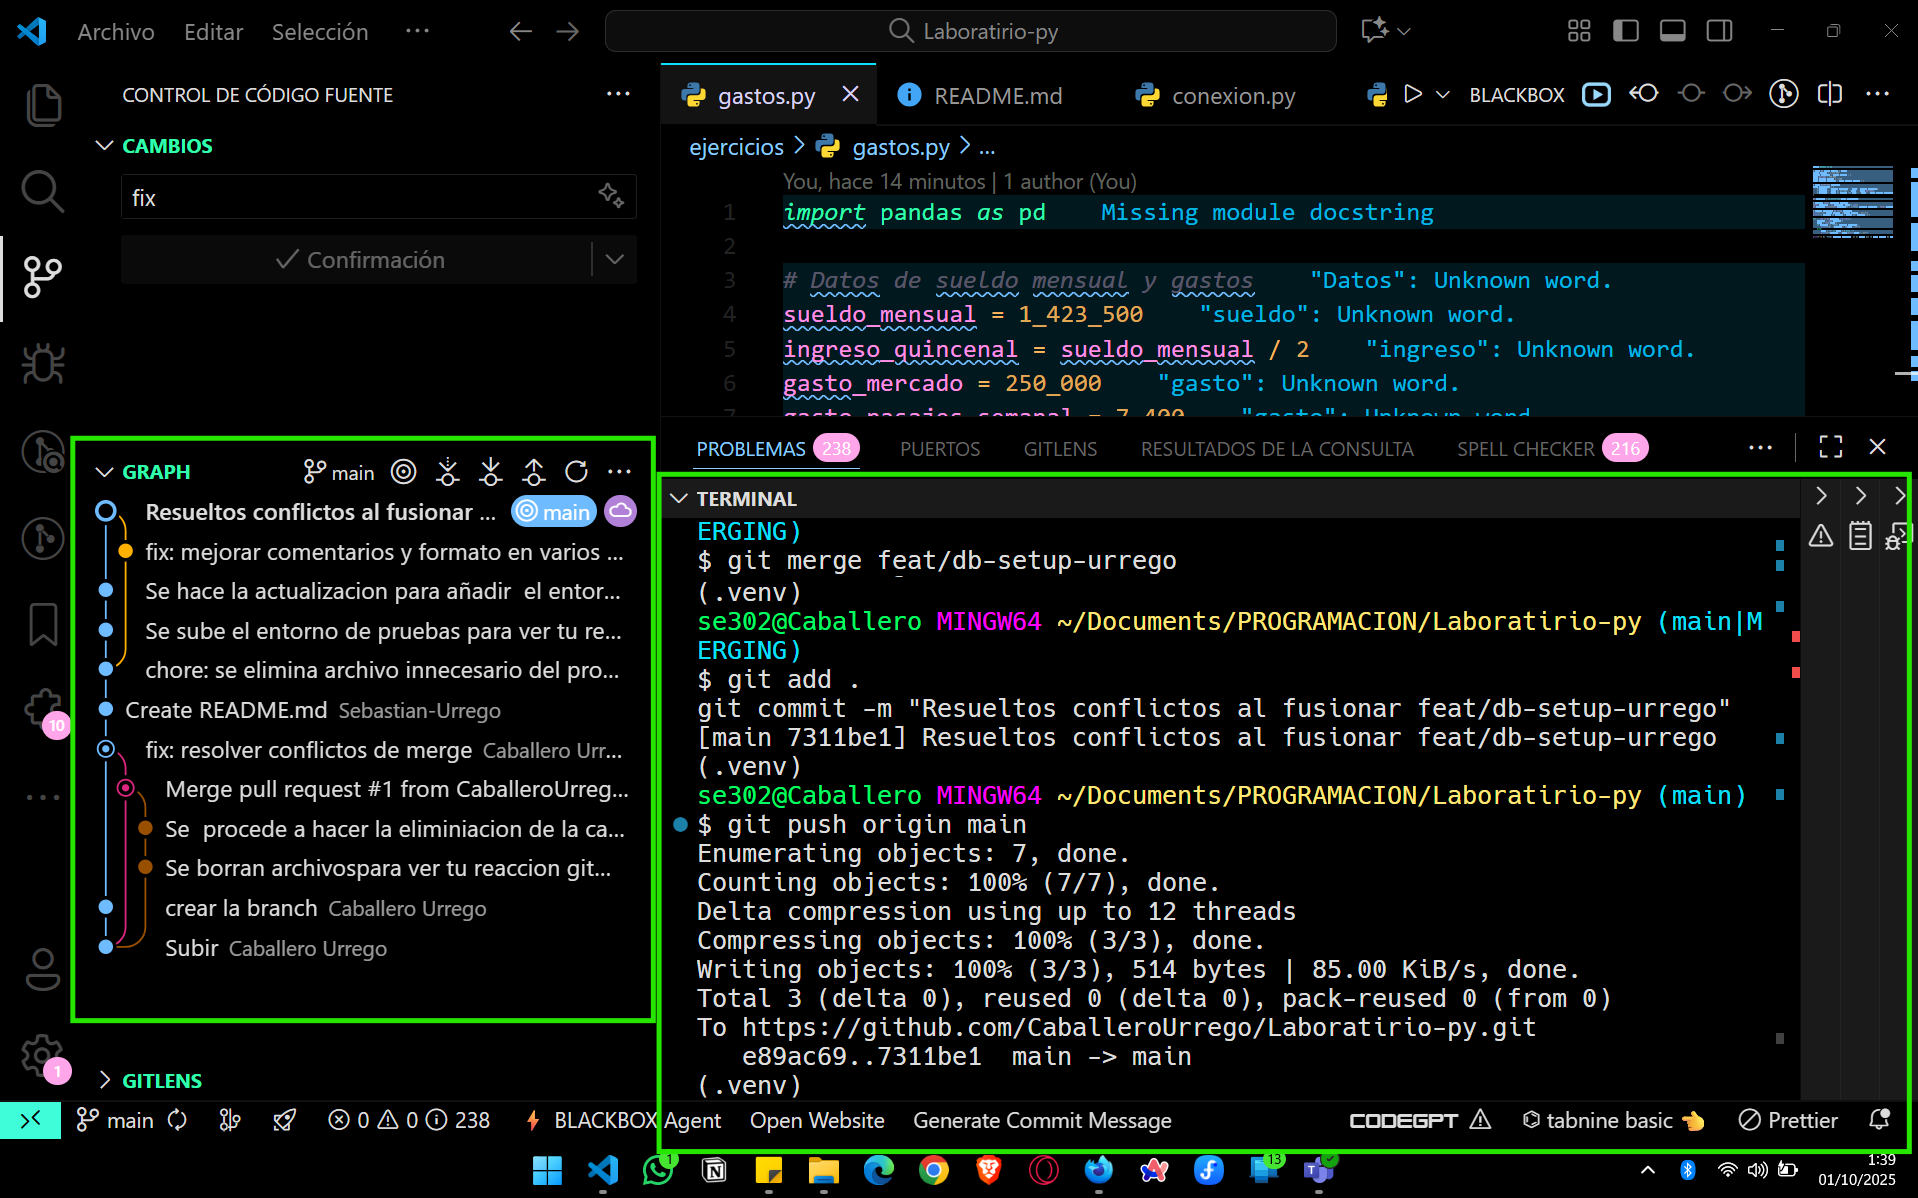 Archivo Editar Selección ··· Laboratirio-py
CONTROL DE CÓDIGO FUENTE ···
CAMBIOS
fix
Confirmación
gastos.py README.md conexion.py BLACKBOX ···
ejercicios > gastos.py > ...
You, hace 14 minutos | 1 author (You)
1 import pandas as pd Missing module docstring
2
3 # Datos de sueldo mensual y gastos "Datos": Unknown word.
4 sueldo_mensual = 1_423_500 "sueldo": Unknown word.
5 ingreso_quincenal = sueldo_mensual / 2 "ingreso": Unknown word.
6 gasto_mercado = 250_000 "gasto": Unknown word.
7 gasto_pasajes_semanal = 7_400 "gasto": Unknown word.
GRAPH main ···
Resueltos conflictos al fusionar ... main
fix: mejorar comentarios y formato en varios ...
Se hace la actualizacion para añadir  el entor...
Se sube el entorno de pruebas para ver tu re...
chore: se elimina archivo innecesario del pro...
Create README.md Sebastian-Urrego
fix: resolver conflictos de merge Caballero Urr...
Merge pull request #1 from CaballeroUrreg...
Se  procede a hacer la eliminiacion de la ca...
Se borran archivospara ver tu reaccion git...
crear la branch Caballero Urrego
Subir Caballero Urrego
GITLENS
10
1
PROBLEMAS 238 PUERTOS GITLENS RESULTADOS DE LA CONSULTA SPELL CHECKER 216 ···
TERMINAL
ERGING)
$ git merge feat/db-setup-urrego
(.venv)
se302@Caballero MINGW64 ~/Documents/PROGRAMACION/Laboratirio-py (main|M
ERGING)
$ git add .
git commit -m "Resueltos conflictos al fusionar feat/db-setup-urrego"
[main 7311be1] Resueltos conflictos al fusionar feat/db-setup-urrego
(.venv)
se302@Caballero MINGW64 ~/Documents/PROGRAMACION/Laboratirio-py (main)
$ git push origin main
Enumerating objects: 7, done.
Counting objects: 100% (7/7), done.
Delta compression using up to 12 threads
Compressing objects: 100% (3/3), done.
Writing objects: 100% (3/3), 514 bytes | 85.00 KiB/s, done.
Total 3 (delta 0), reused 0 (delta 0), pack-reused 0 (from 0)
To https://github.com/CaballeroUrrego/Laboratirio-py.git
e89ac69..7311be1  main -> main
(.venv)
main 0 0 238 BLACKBOX Agent Open Website Generate Commit Message CODEGPT tabnine basic Prettier
1 13 1:39
01/10/2025